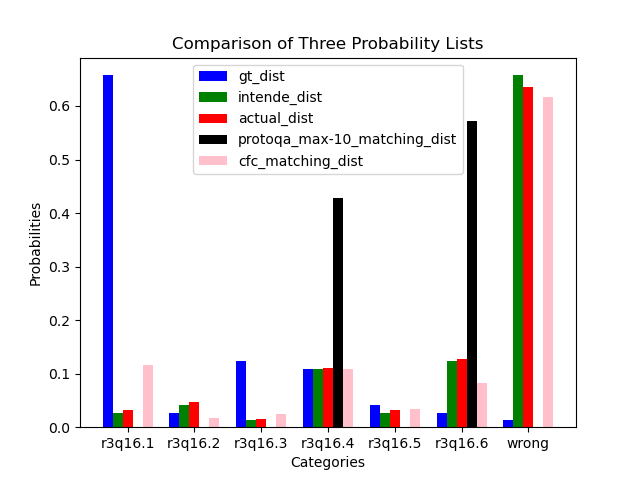 Comparison of Three Probability Lists
gt_dist
intende_dist
actual_dist
protoqa_max-10_matching_dist
cfc_matching_dist
Probabilities
0.6
0.5
0.4
0.3
0.2
0.1
0.0
r3q16.1 r3q16.2 r3q16.3 r3q16.4 r3q16.5 r3q16.6 wrong
Categories